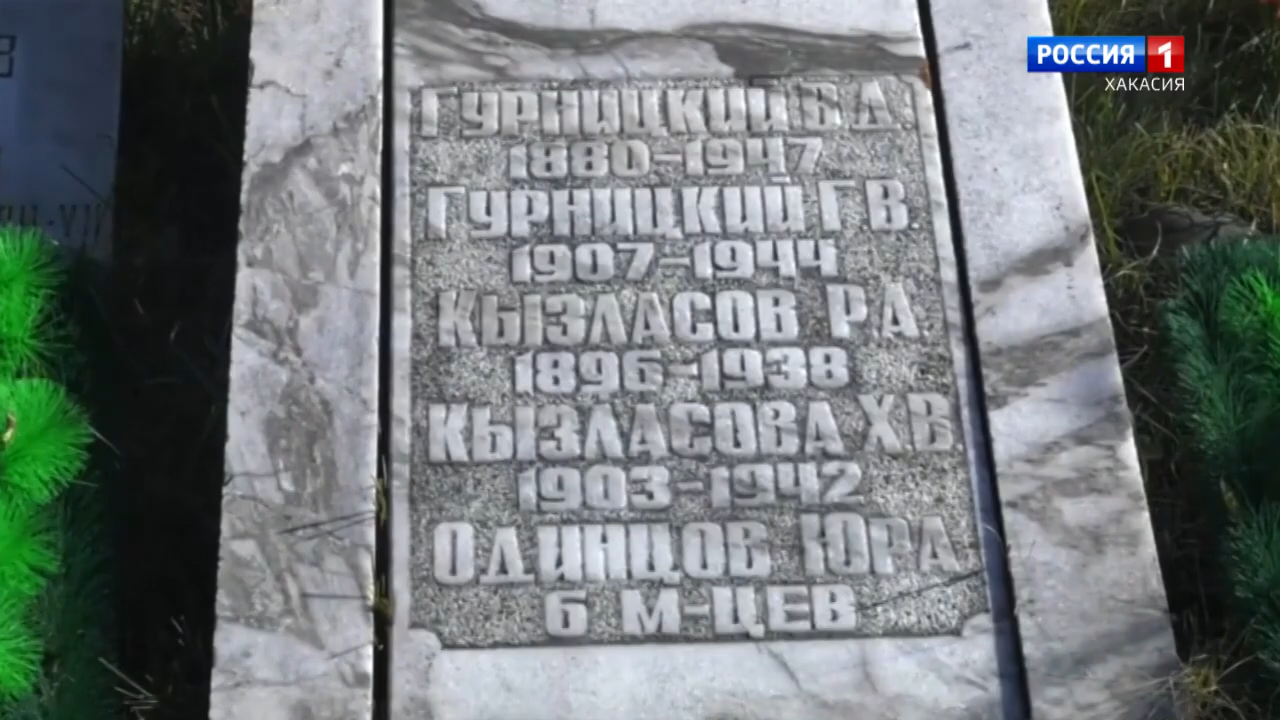 РОССИЯ 1
ХАКАСИЯ
ГУРНИЦКИЙ В.Д.
1880-1947
ГУРНИЦКИЙ Г В
1907-1944
КЫЗЛАСОВ Р А
1896-1938
КЫЗЛАСОВА Х В
1903-1942
ОДИНЦОВ ЮРА
6 М-ЦЕВ